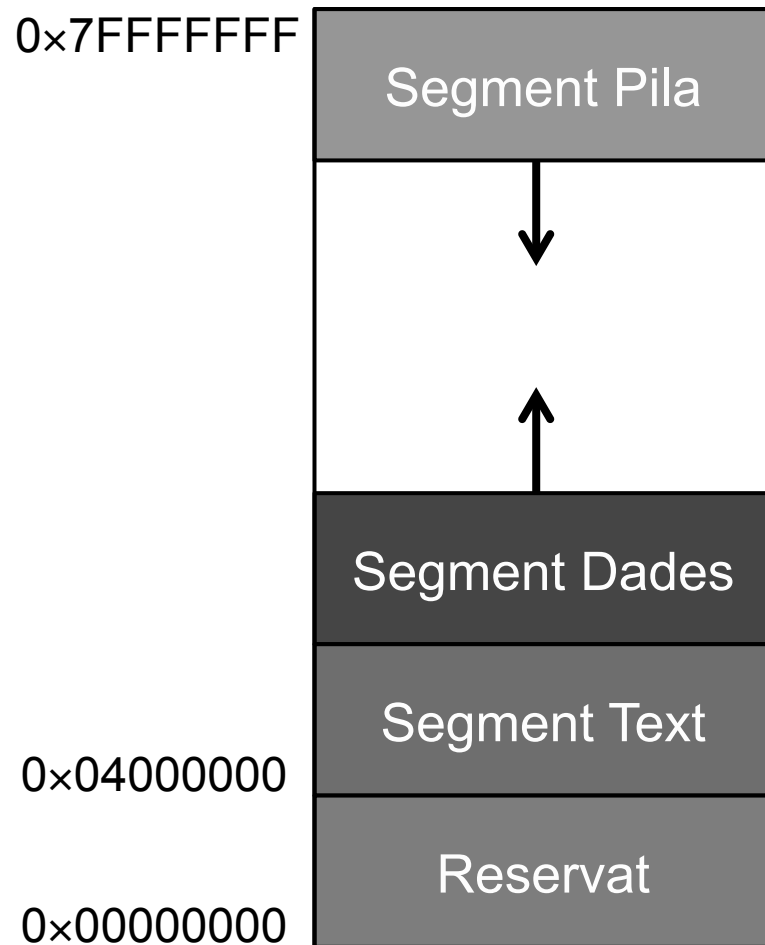 0×7FFFFFFF
Segment Pila
Segment Dades
Segment Text
0×04000000
Reservat
0×00000000